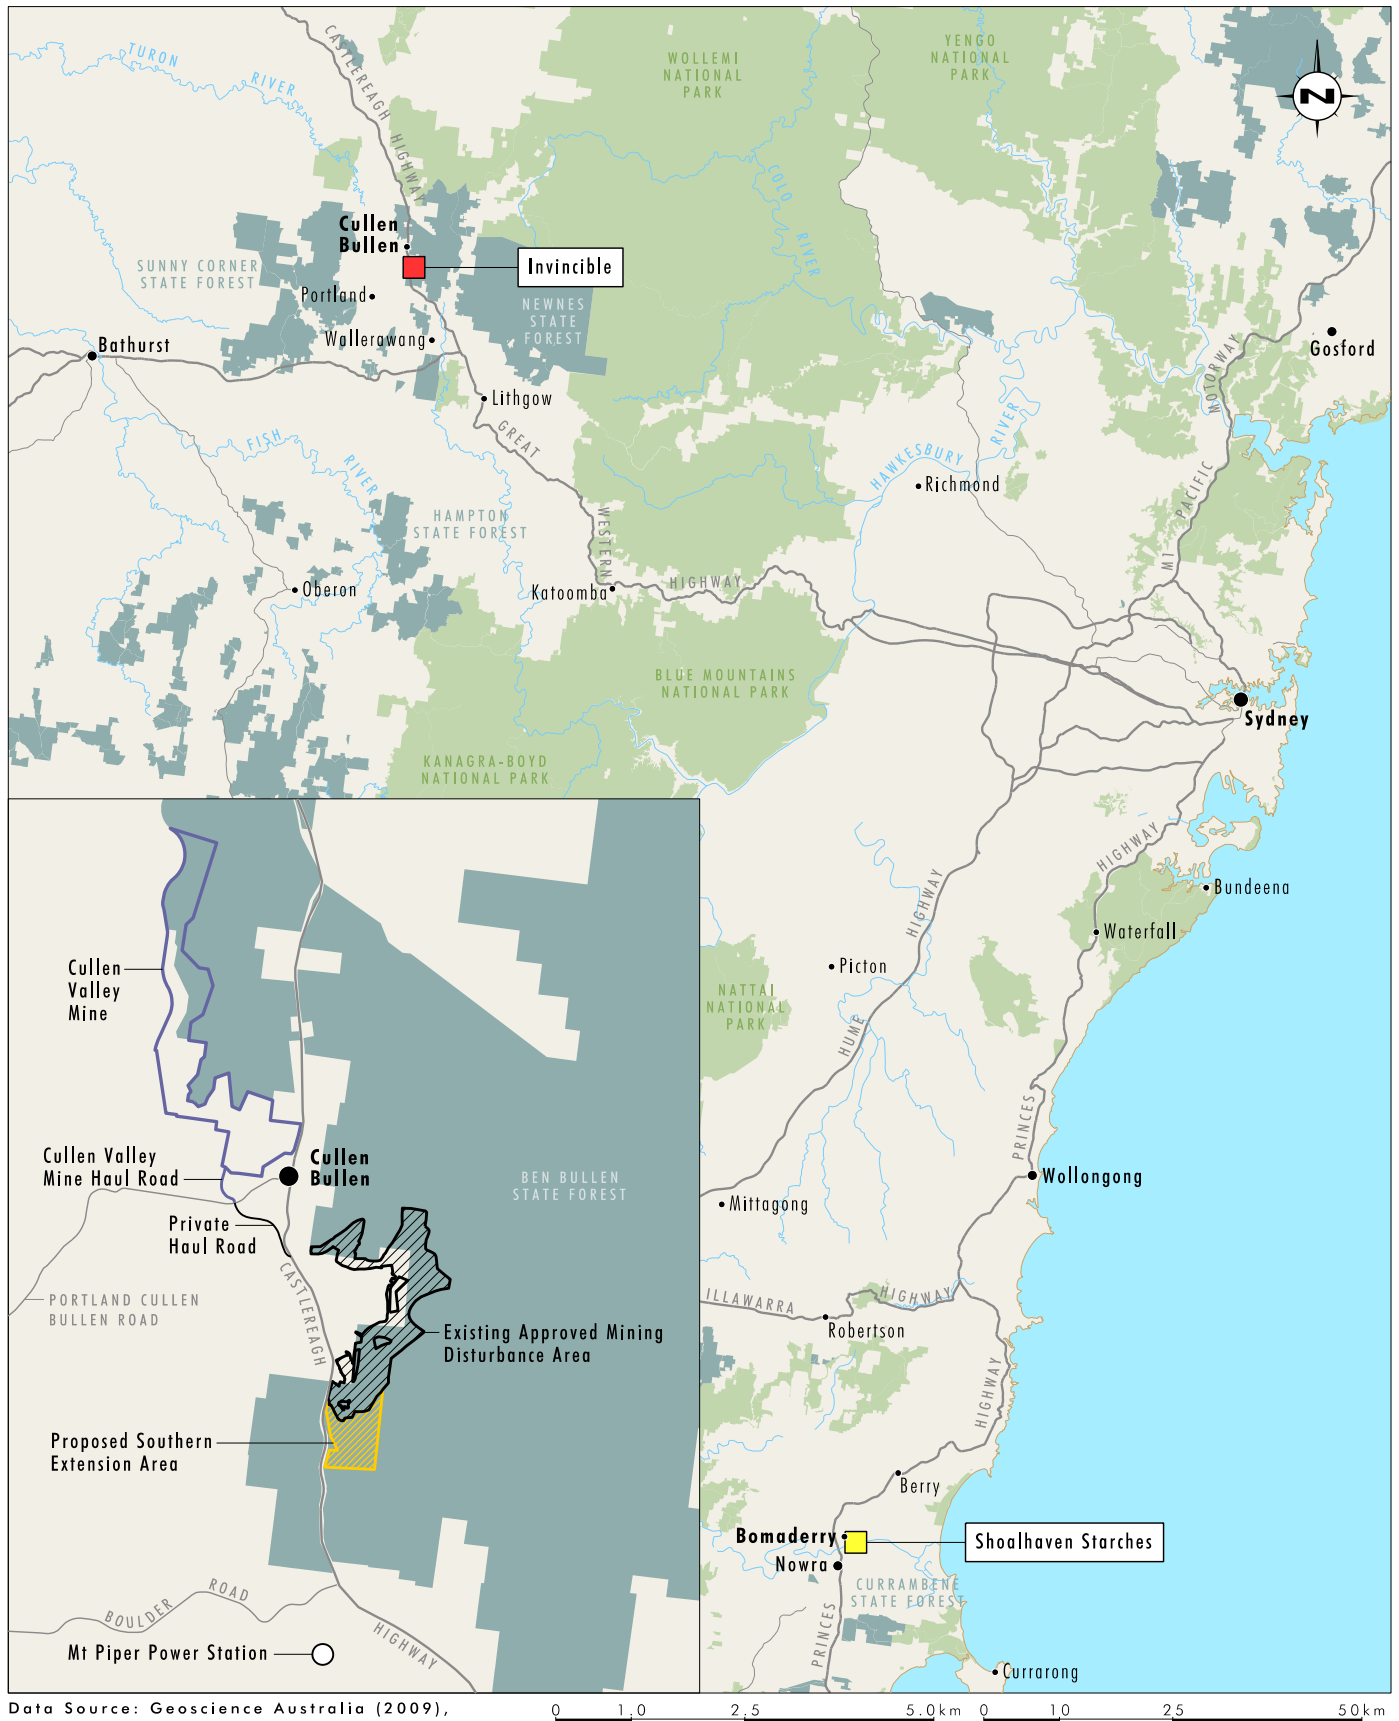 TURON
RIVER
CASTLEREAGH HIGHWAY
WOLLEMI
NATIONAL
PARK
YENGO
NATIONAL
PARK
N
COLO
RIVER
Cullen
Bullen
Invincible
SUNNY CORNER
STATE FOREST
Portland
NEWNES
STATE
FOREST
Wallerawang
Bathurst
Gosford
MOTORWAY
PACIFIC
M1
Lithgow
GREAT
WESTERN
HIGHWAY
FISH
RIVER
HAWKESBURY
RIVER
Richmond
HAMPTON
STATE FOREST
Oberon
Katoomba
BLUE MOUNTAINS
NATIONAL PARK
Sydney
KANAGRA-BOYD
NATIONAL PARK
HIGHWAY
Bundeena
Waterfall
HIGHWAY
Picton
NATTAI
NATIONAL
PARK
HUME
PRINCES
Wollongong
Mittagong
ILLAWARRA
HIGHWAY
Robertson
HIGHWAY
Berry
Bomaderry
Shoalhaven Starches
Nowra
CURRAMBENE
STATE FOREST
PRINCES
Currarong
Cullen
Valley
Mine
Cullen Valley
Mine Haul Road
Cullen
Bullen
BEN BULLEN
STATE FOREST
Private
Haul Road
CASTLEREAGH
PORTLAND CULLEN
BULLEN ROAD
Existing Approved Mining
Disturbance Area
Proposed Southern
Extension Area
BOULDER
ROAD
HIGHWAY
Mt Piper Power Station
Data Source: Geoscience Australia (2009),
0 1.0 2.5 5.0km
0 10 25 50km